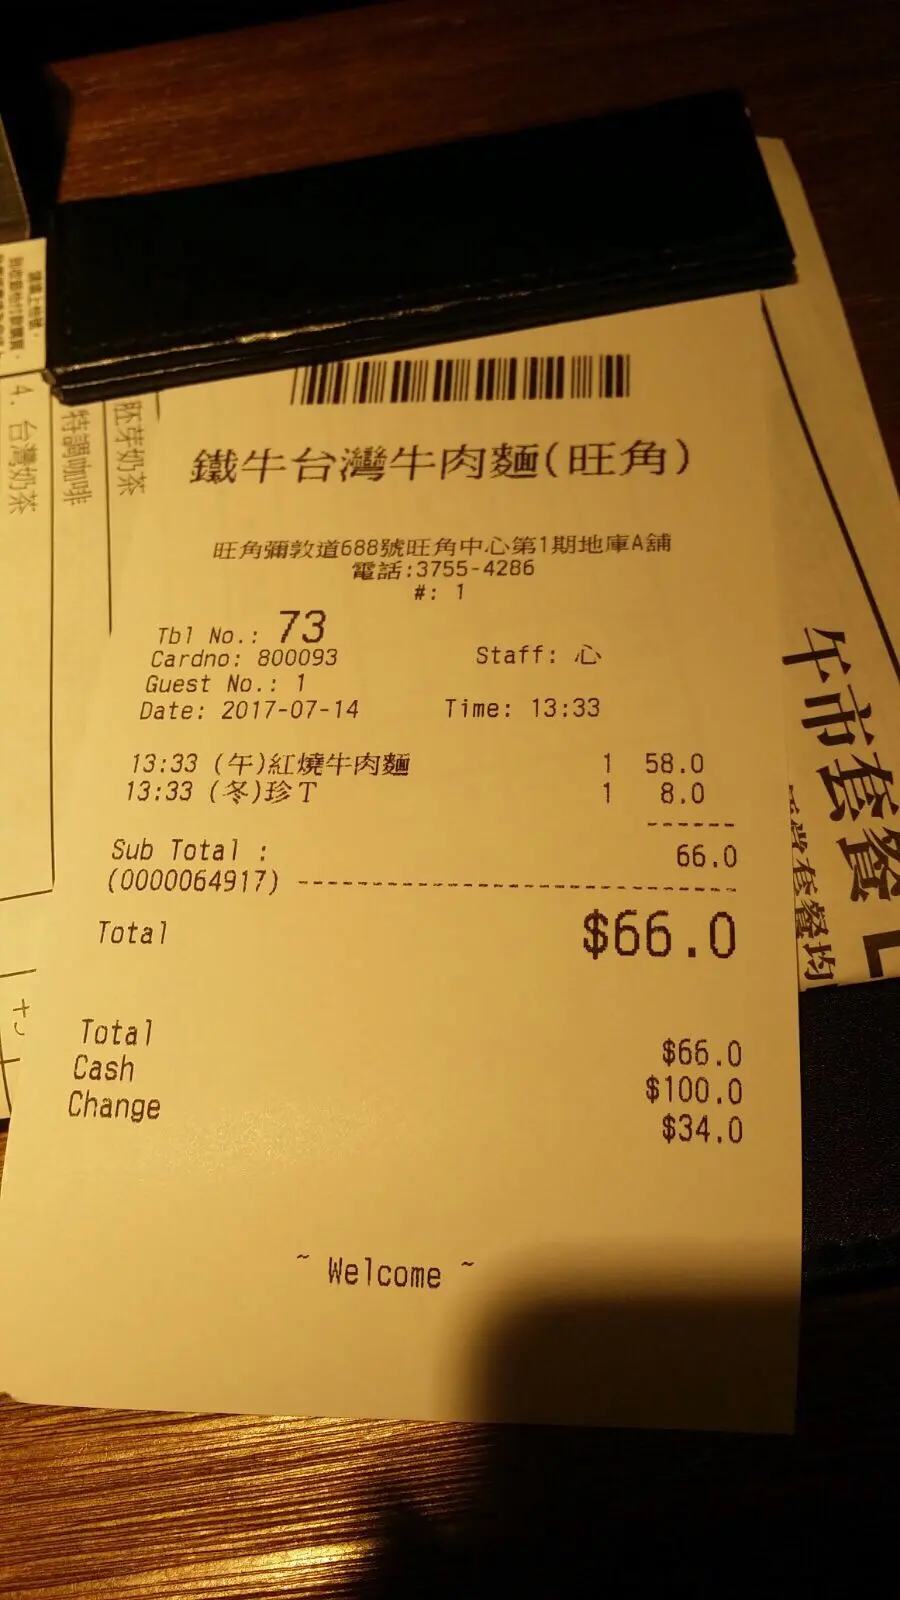 鐵牛台灣牛肉麵(旺角)
旺角彌敦道688號旺角中心第1期地庫A舖
電話:3755-4286
#: 1
Tbl No.: 73
Cardno: 800093 Staff: 心
Guest No.: 1
Date: 2017-07-14 Time: 13:33
13:33 (午)紅燒牛肉麵 1 58.0
13:33 (冬)珍T 1 8.0
Sub Total : 66.0
(0000064917)
Total $66.0
Total $66.0
Cash $100.0
Change $34.0
~ Welcome ~
胚芽奶茶
特調咖啡
4. 台灣奶茶
午市套餐
套餐均